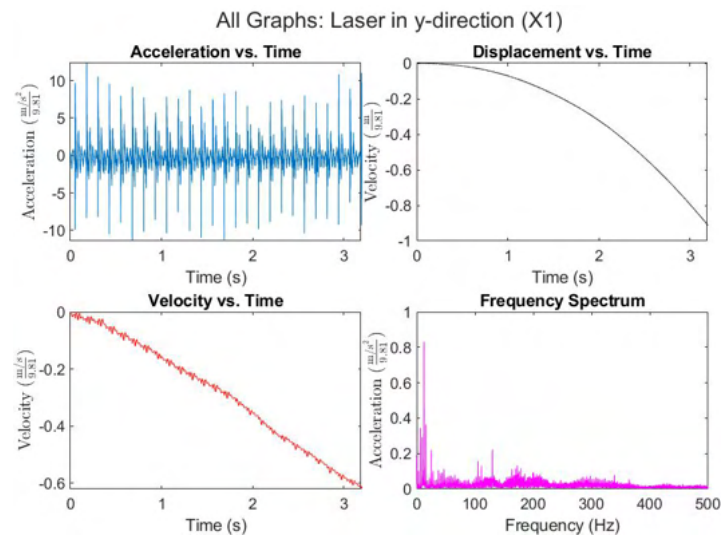 All Graphs: Laser in y-direction (X1)
Acceleration vs. Time
Acceleration (m/s²/9.81)
10
5
0
-5
-10
0 1 2 3
Time (s)
Displacement vs. Time
Velocity (m/9.81)
0
-0.2
-0.4
-0.6
-0.8
-1
0 1 2 3
Time (s)
Velocity vs. Time
Velocity (m/s/9.81)
0
-0.2
-0.4
-0.6
0 1 2 3
Time (s)
Frequency Spectrum
Acceleration (m/s²/9.81)
1
0.8
0.6
0.4
0.2
0
0 100 200 300 400 500
Frequency (Hz)